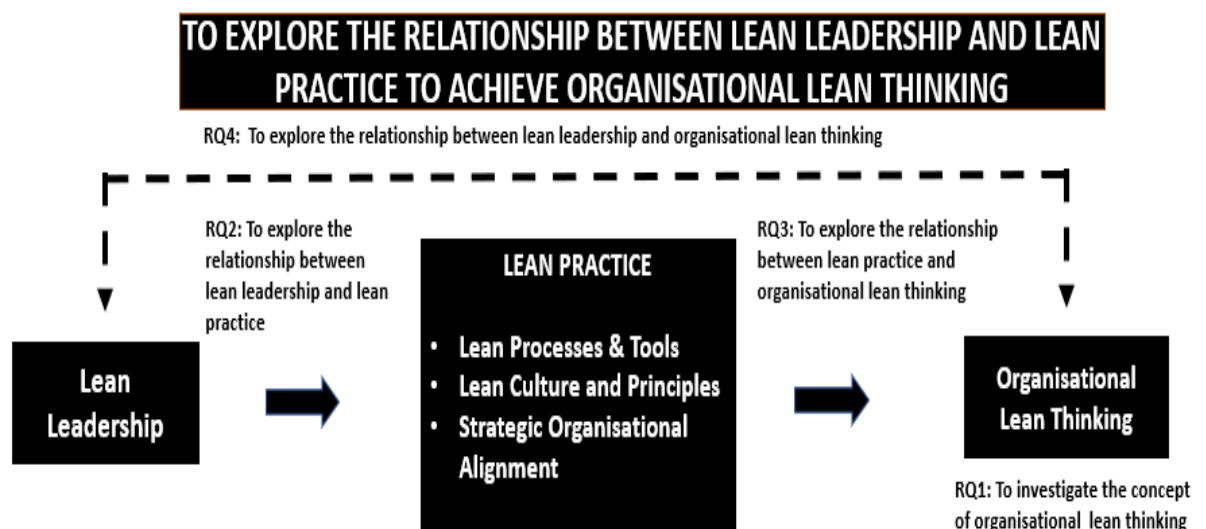 TO EXPLORE THE RELATIONSHIP BETWEEN LEAN LEADERSHIP AND LEAN
PRACTICE TO ACHIEVE ORGANISATIONAL LEAN THINKING
RQ4: To explore the relationship between lean leadership and organisational lean thinking
RQ2: To explore the
relationship between
lean leadership and lean
practice
RQ3: To explore the relationship
between lean practice and
organisational lean thinking
LEAN PRACTICE
• Lean Processes & Tools
• Lean Culture and Principles
• Strategic Organisational
Alignment
Lean
Leadership
Organisational
Lean Thinking
RQ1: To investigate the concept
of organisational lean thinking